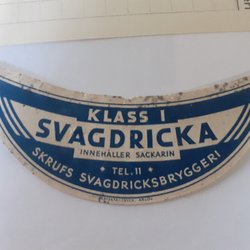 KLASS I
SVAGDRICKA
INNEHÅLLER SACKARIN
TEL. 11
SKRUFS SVAGDRICKSBRYGGERI